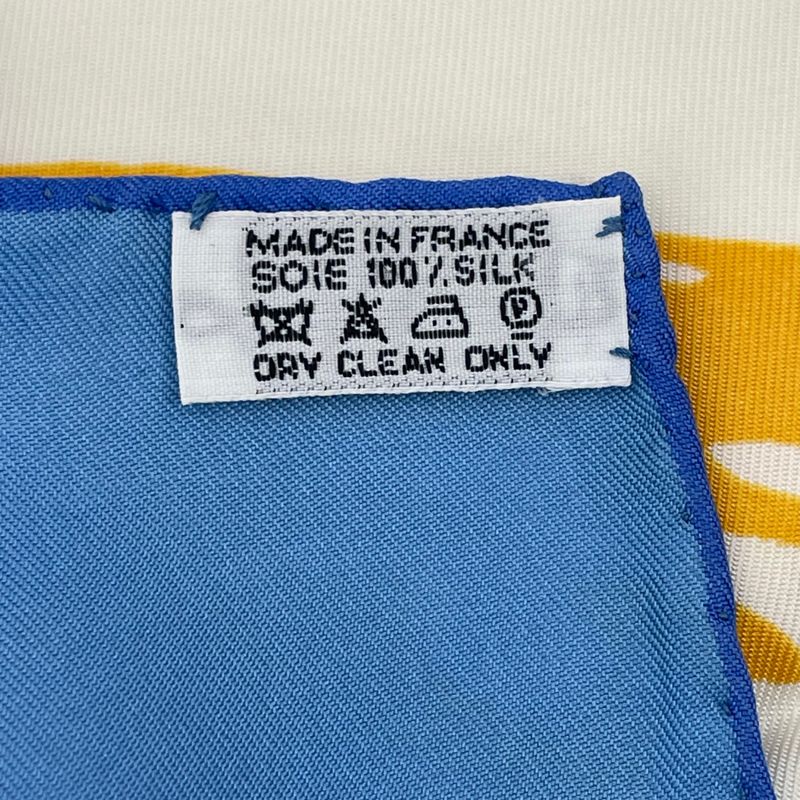 MADE IN FRANCE
SOIE 100% SILK
P
DRY CLEAN ONLY